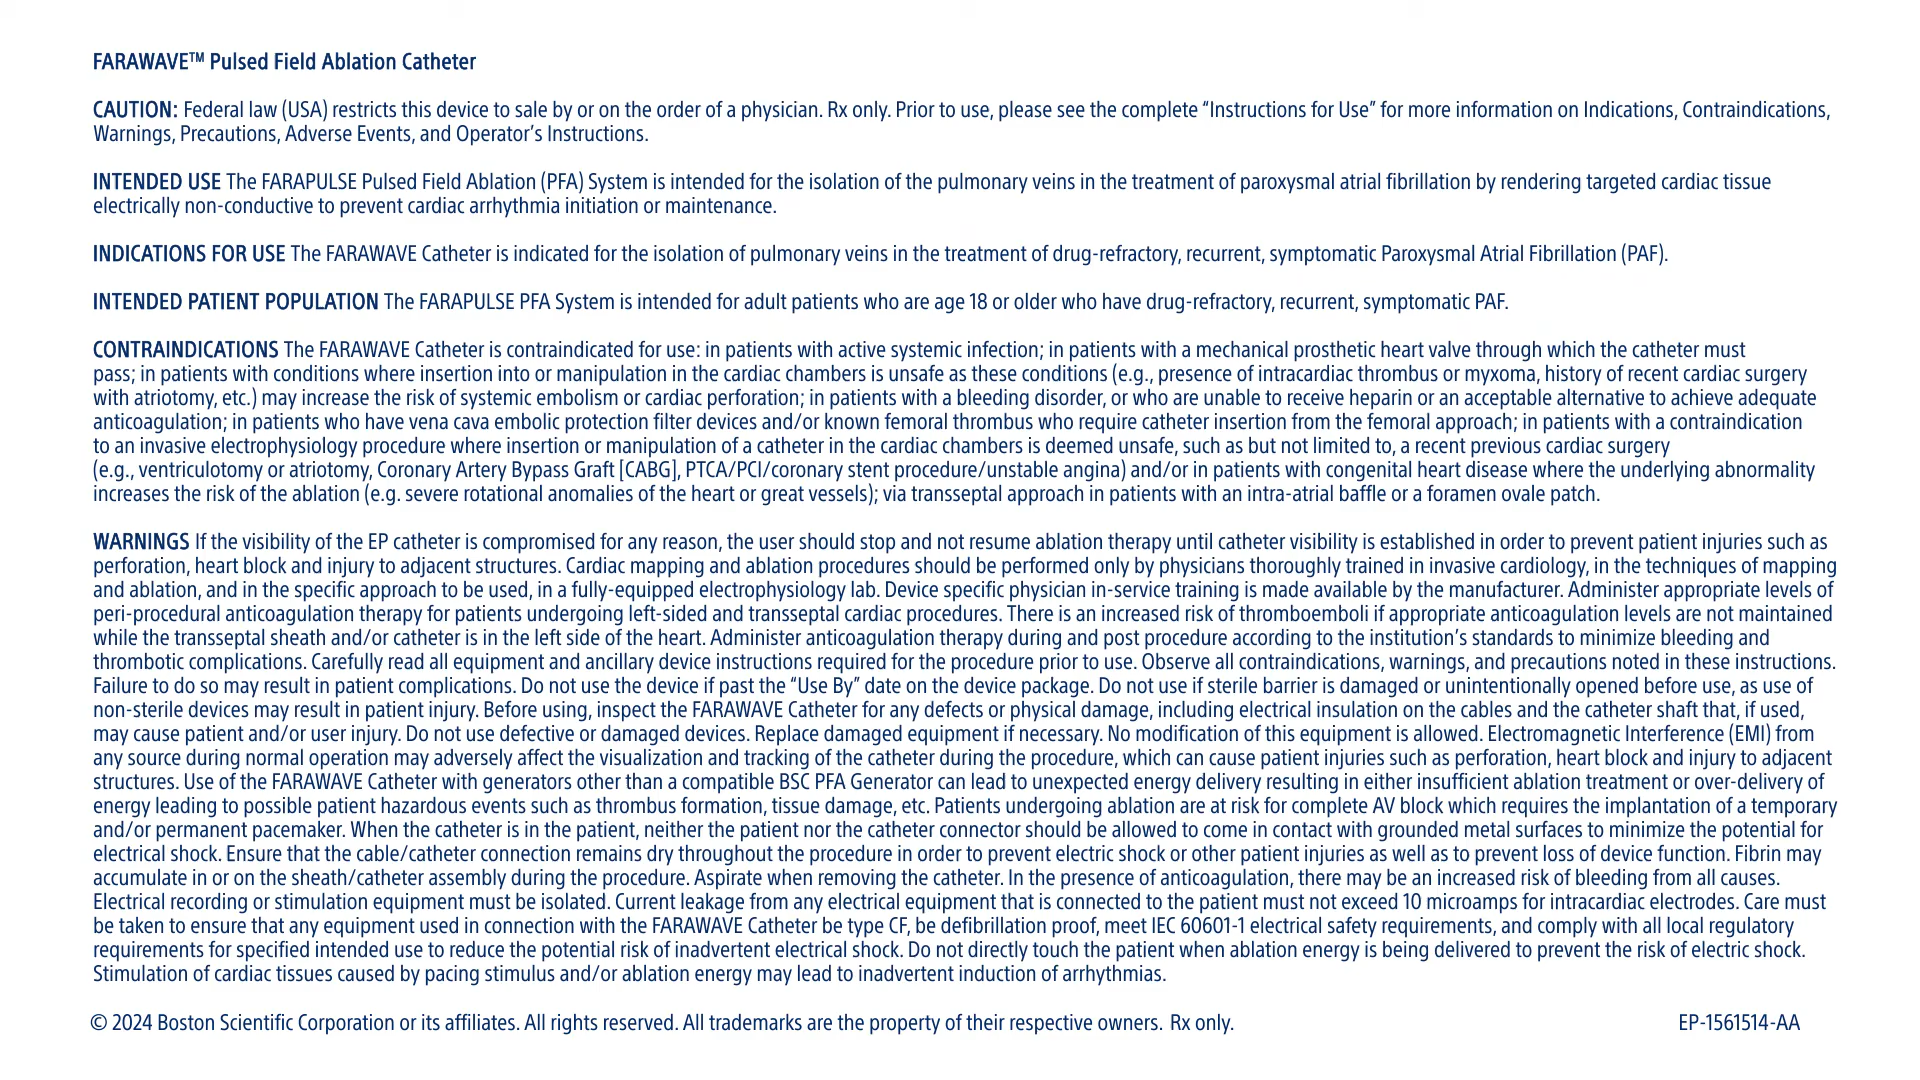 FARAWAVE™ Pulsed Field Ablation Catheter
CAUTION: Federal law (USA) restricts this device to sale by or on the order of a physician. Rx only. Prior to use, please see the complete “Instructions for Use” for more information on Indications, Contraindications,
Warnings, Precautions, Adverse Events, and Operator’s Instructions.
INTENDED USE The FARAPULSE Pulsed Field Ablation (PFA) System is intended for the isolation of the pulmonary veins in the treatment of paroxysmal atrial fibrillation by rendering targeted cardiac tissue
electrically non-conductive to prevent cardiac arrhythmia initiation or maintenance.
INDICATIONS FOR USE The FARAWAVE Catheter is indicated for the isolation of pulmonary veins in the treatment of drug-refractory, recurrent, symptomatic Paroxysmal Atrial Fibrillation (PAF).
INTENDED PATIENT POPULATION The FARAPULSE PFA System is intended for adult patients who are age 18 or older who have drug-refractory, recurrent, symptomatic PAF.
CONTRAINDICATIONS The FARAWAVE Catheter is contraindicated for use: in patients with active systemic infection; in patients with a mechanical prosthetic heart valve through which the catheter must
pass; in patients with conditions where insertion into or manipulation in the cardiac chambers is unsafe as these conditions (e.g., presence of intracardiac thrombus or myxoma, history of recent cardiac surgery
with atriotomy, etc.) may increase the risk of systemic embolism or cardiac perforation; in patients with a bleeding disorder, or who are unable to receive heparin or an acceptable alternative to achieve adequate
anticoagulation; in patients who have vena cava embolic protection filter devices and/or known femoral thrombus who require catheter insertion from the femoral approach; in patients with a contraindication
to an invasive electrophysiology procedure where insertion or manipulation of a catheter in the cardiac chambers is deemed unsafe, such as but not limited to, a recent previous cardiac surgery
(e.g., ventriculotomy or atriotomy, Coronary Artery Bypass Graft [CABG], PTCA/PCI/coronary stent procedure/unstable angina) and/or in patients with congenital heart disease where the underlying abnormality
increases the risk of the ablation (e.g. severe rotational anomalies of the heart or great vessels); via transseptal approach in patients with an intra-atrial baffle or a foramen ovale patch.
WARNINGS If the visibility of the EP catheter is compromised for any reason, the user should stop and not resume ablation therapy until catheter visibility is established in order to prevent patient injuries such as
perforation, heart block and injury to adjacent structures. Cardiac mapping and ablation procedures should be performed only by physicians thoroughly trained in invasive cardiology, in the techniques of mapping
and ablation, and in the specific approach to be used, in a fully-equipped electrophysiology lab. Device specific physician in-service training is made available by the manufacturer. Administer appropriate levels of
peri-procedural anticoagulation therapy for patients undergoing left-sided and transseptal cardiac procedures. There is an increased risk of thromboemboli if appropriate anticoagulation levels are not maintained
while the transseptal sheath and/or catheter is in the left side of the heart. Administer anticoagulation therapy during and post procedure according to the institution’s standards to minimize bleeding and
thrombotic complications. Carefully read all equipment and ancillary device instructions required for the procedure prior to use. Observe all contraindications, warnings, and precautions noted in these instructions.
Failure to do so may result in patient complications. Do not use the device if past the “Use By” date on the device package. Do not use if sterile barrier is damaged or unintentionally opened before use, as use of
non-sterile devices may result in patient injury. Before using, inspect the FARAWAVE Catheter for any defects or physical damage, including electrical insulation on the cables and the catheter shaft that, if used,
may cause patient and/or user injury. Do not use defective or damaged devices. Replace damaged equipment if necessary. No modification of this equipment is allowed. Electromagnetic Interference (EMI) from
any source during normal operation may adversely affect the visualization and tracking of the catheter during the procedure, which can cause patient injuries such as perforation, heart block and injury to adjacent
structures. Use of the FARAWAVE Catheter with generators other than a compatible BSC PFA Generator can lead to unexpected energy delivery resulting in either insufficient ablation treatment or over-delivery of
energy leading to possible patient hazardous events such as thrombus formation, tissue damage, etc. Patients undergoing ablation are at risk for complete AV block which requires the implantation of a temporary
and/or permanent pacemaker. When the catheter is in the patient, neither the patient nor the catheter connector should be allowed to come in contact with grounded metal surfaces to minimize the potential for
electrical shock. Ensure that the cable/catheter connection remains dry throughout the procedure in order to prevent electric shock or other patient injuries as well as to prevent loss of device function. Fibrin may
accumulate in or on the sheath/catheter assembly during the procedure. Aspirate when removing the catheter. In the presence of anticoagulation, there may be an increased risk of bleeding from all causes.
Electrical recording or stimulation equipment must be isolated. Current leakage from any electrical equipment that is connected to the patient must not exceed 10 microamps for intracardiac electrodes. Care must
be taken to ensure that any equipment used in connection with the FARAWAVE Catheter be type CF, be defibrillation proof, meet IEC 60601-1 electrical safety requirements, and comply with all local regulatory
requirements for specified intended use to reduce the potential risk of inadvertent electrical shock. Do not directly touch the patient when ablation energy is being delivered to prevent the risk of electric shock.
Stimulation of cardiac tissues caused by pacing stimulus and/or ablation energy may lead to inadvertent induction of arrhythmias.
© 2024 Boston Scientific Corporation or its affiliates. All rights reserved. All trademarks are the property of their respective owners. Rx only.
EP-1561514-AA